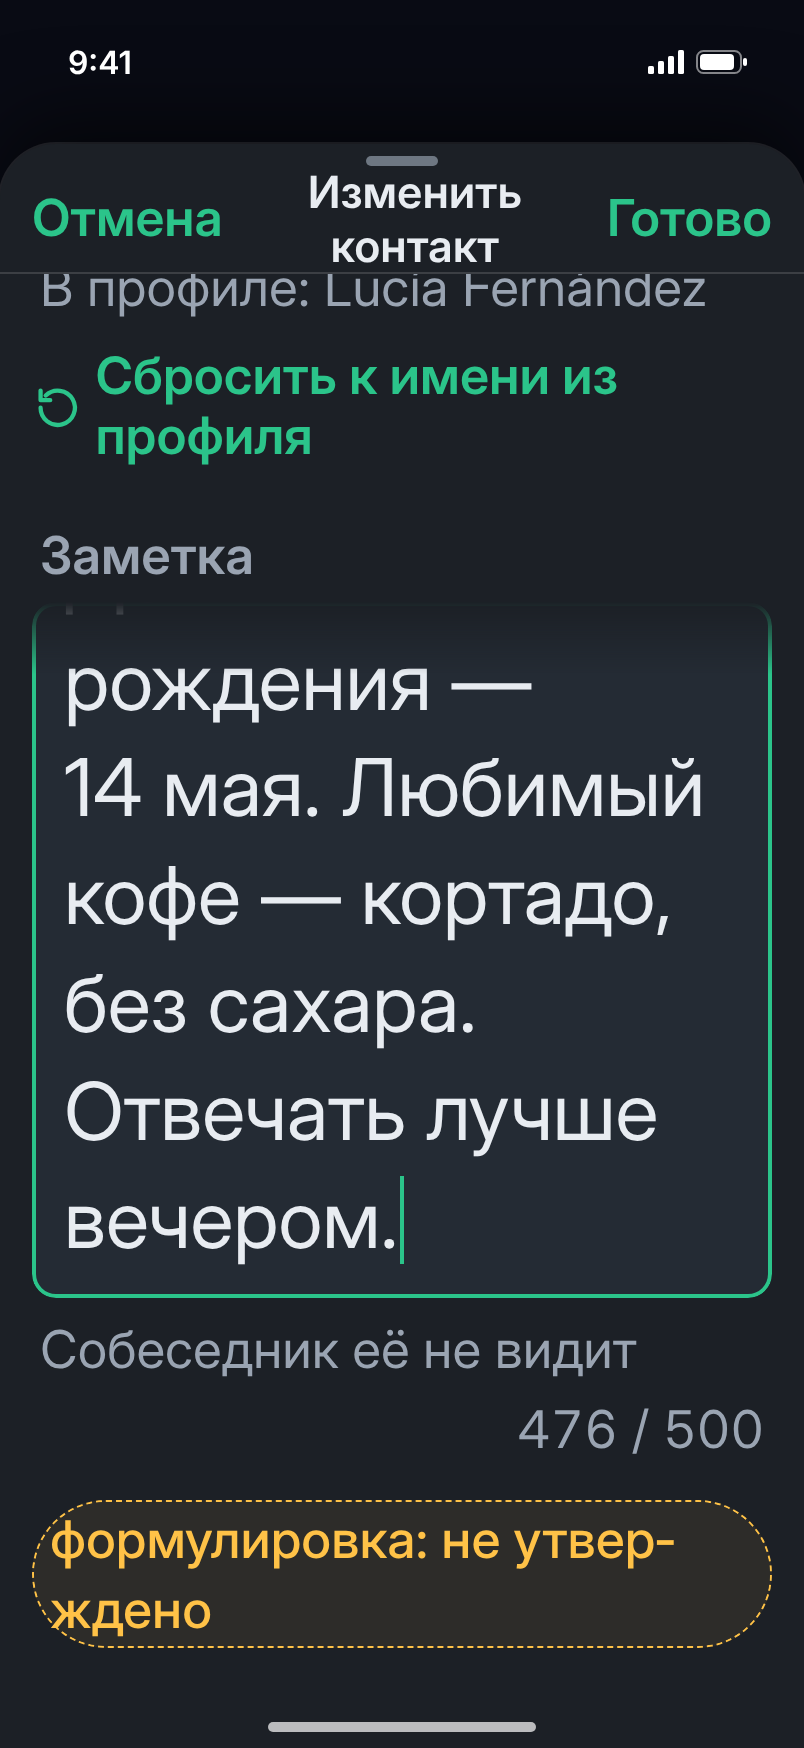 9:41
Отмена
Изменить
контакт
Готово
В профиле: Lucía Fernández
Сбросить к имени из
профиля
Заметка
рождения —
14 мая. Любимый
кофе — кортадо,
без сахара.
Отвечать лучше
вечером.
Собеседник её не видит
476 / 500
формулировка: не утвер-
ждено